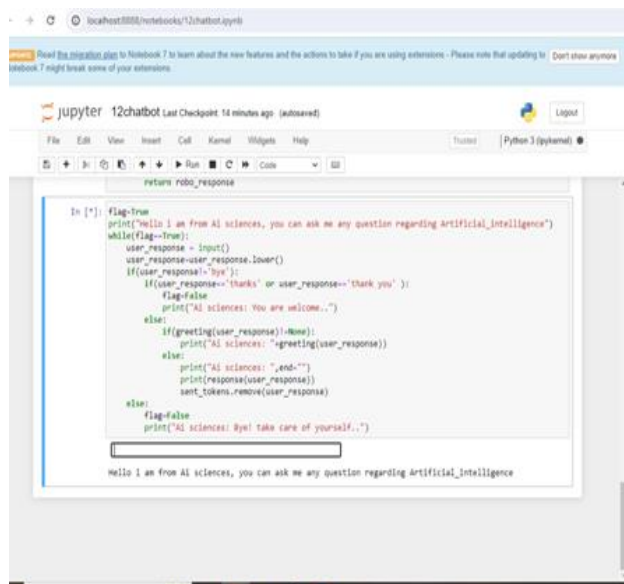 localhost:8888/notebooks/12chatbot.ipynb
Read the migration plan to Notebook 7 to learn about the new features and the actions to take if you are using extensions - Please note that updating to
Notebook 7 might break some of your extensions.
Don't show anymore
jupyter 12chatbot Last Checkpoint: 14 minutes ago (autosaved)
Logout
File Edit View Insert Cell Kernel Widgets Help
Trusted
Python 3 (ipykernel)
Run
Code
return robo_response
In [*]: flag=True
print("Hello i am from Ai sciences, you can ask me any question regarding Artificial_intelligence")
while(flag==True):
user_response = input()
user_response=user_response.lower()
if(user_response!='bye'):
if(user_response=='thanks' or user_response=='thank you' ):
flag=False
print("Ai sciences: You are welcome..")
else:
if(greeting(user_response)!=None):
print("Ai sciences: "+greeting(user_response))
else:
print("Ai sciences: ",end="")
print(response(user_response))
sent_tokens.remove(user_response)
else:
flag=False
print("Ai sciences: Bye! take care of yourself..")
Hello i am from Ai sciences, you can ask me any question regarding Artificial_intelligence